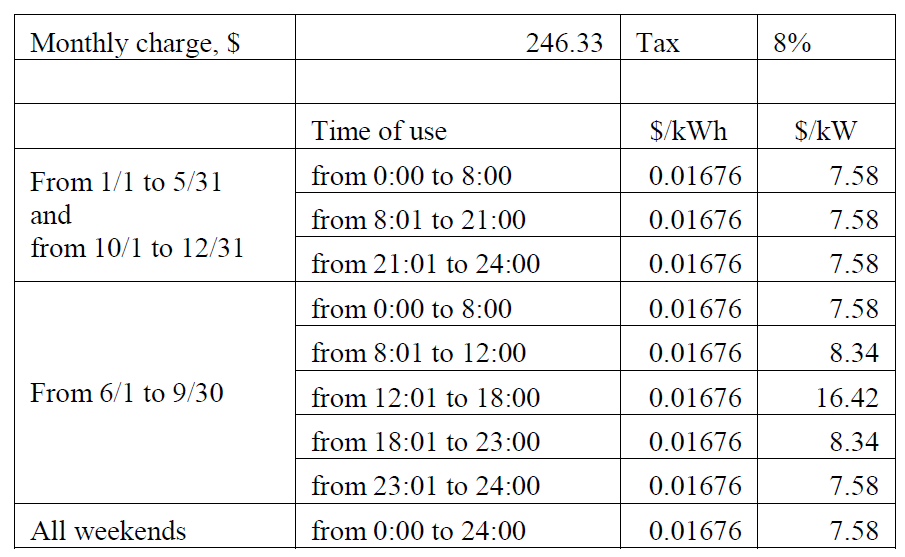 Monthly charge, $ 246.33 Tax 8%
Time of use $/kWh $/kW
From 1/1 to 5/31
and
from 10/1 to 12/31
from 0:00 to 8:00 0.01676 7.58
from 8:01 to 21:00 0.01676 7.58
from 21:01 to 24:00 0.01676 7.58
From 6/1 to 9/30
from 0:00 to 8:00 0.01676 7.58
from 8:01 to 12:00 0.01676 8.34
from 12:01 to 18:00 0.01676 16.42
from 18:01 to 23:00 0.01676 8.34
from 23:01 to 24:00 0.01676 7.58
All weekends from 0:00 to 24:00 0.01676 7.58